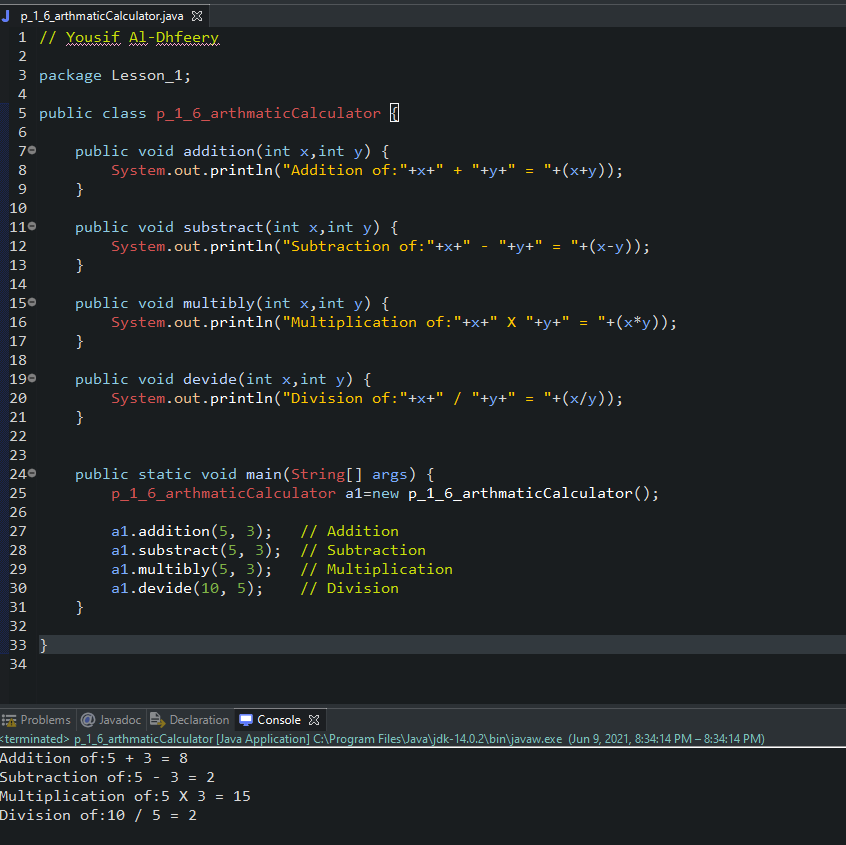 p_1_6_arthmaticCalculator.java
1 // Yousif Al-Dhfeery
2
3 package Lesson_1;
4
5 public class p_1_6_arthmaticCalculator {
6
7 public void addition(int x,int y) {
8 System.out.println("Addition of:"+x+" + "+y+" = "+(x+y));
9 }
10
11 public void substract(int x,int y) {
12 System.out.println("Subtraction of:"+x+" - "+y+" = "+(x-y));
13 }
14
15 public void multibly(int x,int y) {
16 System.out.println("Multiplication of:"+x+" X "+y+" = "+(x*y));
17 }
18
19 public void devide(int x,int y) {
20 System.out.println("Division of:"+x+" / "+y+" = "+(x/y));
21 }
22
23
24 public static void main(String[] args) {
25 p_1_6_arthmaticCalculator a1=new p_1_6_arthmaticCalculator();
26
27 a1.addition(5, 3); // Addition
28 a1.substract(5, 3); // Subtraction
29 a1.multibly(5, 3); // Multiplication
30 a1.devide(10, 5); // Division
31 }
32
33 }
34
Problems @ Javadoc Declaration Console
<terminated> p_1_6_arthmaticCalculator [Java Application] C:\Program Files\Java\jdk-14.0.2\bin\javaw.exe (Jun 9, 2021, 8:34:14 PM – 8:34:14 PM)
Addition of:5 + 3 = 8
Subtraction of:5 - 3 = 2
Multiplication of:5 X 3 = 15
Division of:10 / 5 = 2